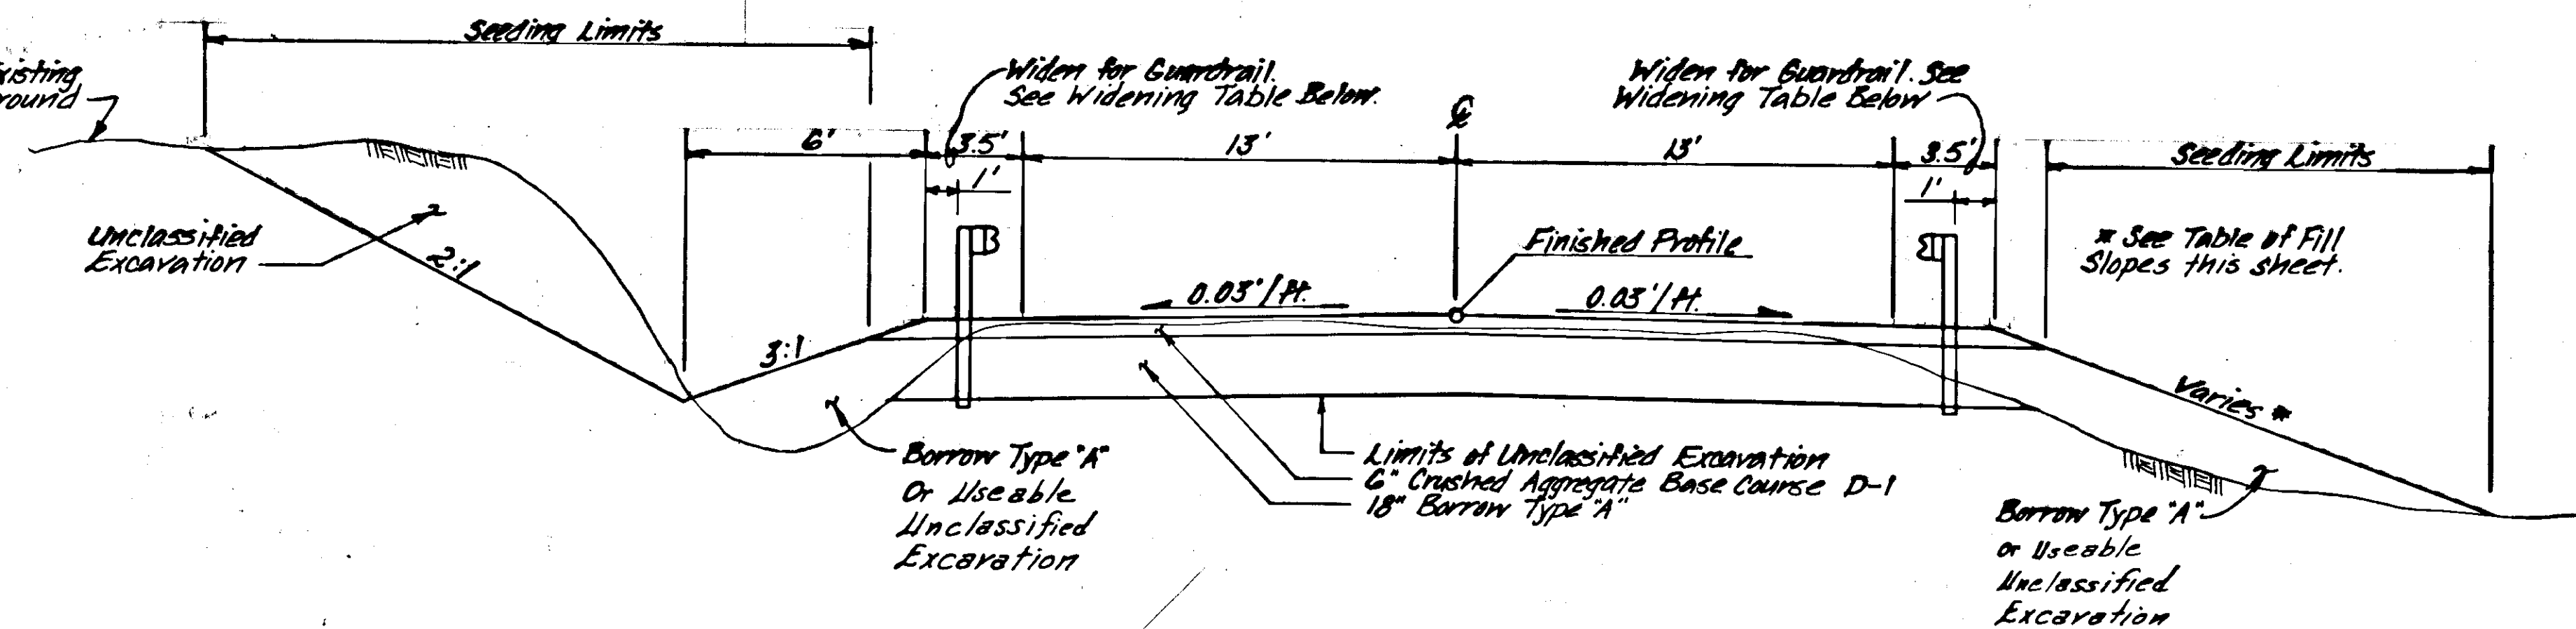 Seeding Limits
xisting
round
Widen for Guardrail.
See Widening Table Below.
Widen for Guardrail. See
Widening Table Below
℄
6'
3.5'
13'
13'
3.5'
Seeding Limits
1'
1'
Unclassified
Excavation
2:1
* See Table of Fill
Slopes this sheet.
Finished Profile
0.03'/ft.
0.03'/ft.
3:1
Varies *
Borrow Type "A"
Or Useable
Unclassified
Excavation
Limits of Unclassified Excavation
6" Crushed Aggregate Base Course D-1
18" Borrow Type "A"
Borrow Type "A"
or Useable
Unclassified
Excavation